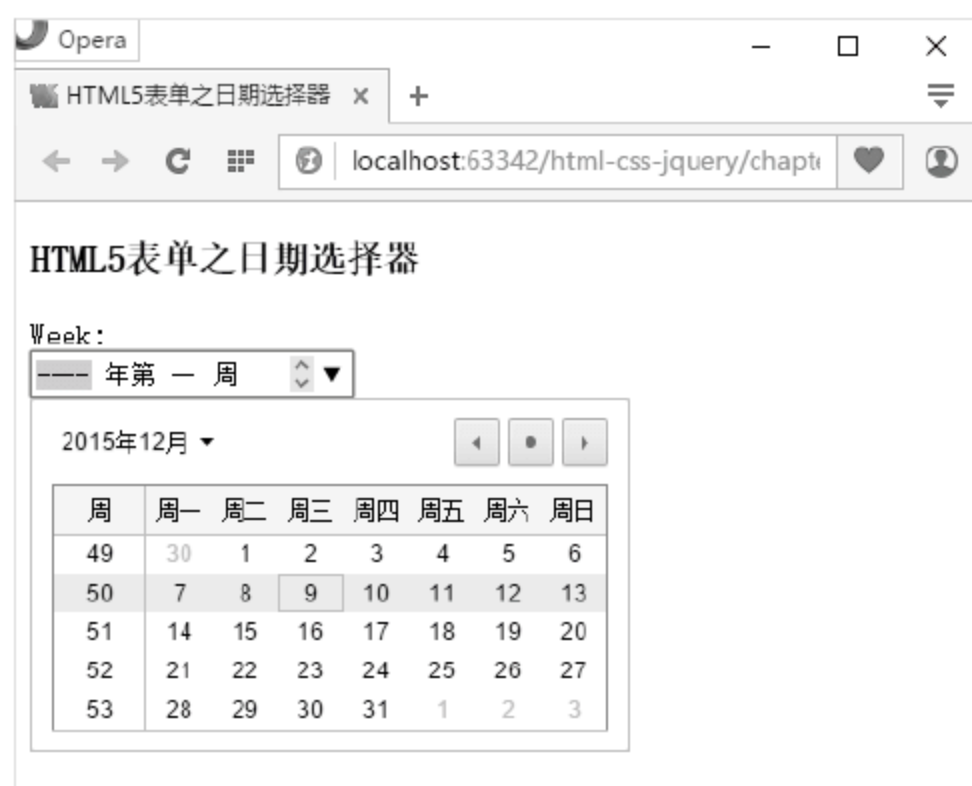 Opera
HTML5表单之日期选择器
localhost:63342/html-css-jquery/chapte
HTML5表单之日期选择器
Week:
---- 年第 -- 周
2015年12月
周 周一 周二 周三 周四 周五 周六 周日
49 30 1 2 3 4 5 6
50 7 8 9 10 11 12 13
51 14 15 16 17 18 19 20
52 21 22 23 24 25 26 27
53 28 29 30 31 1 2 3